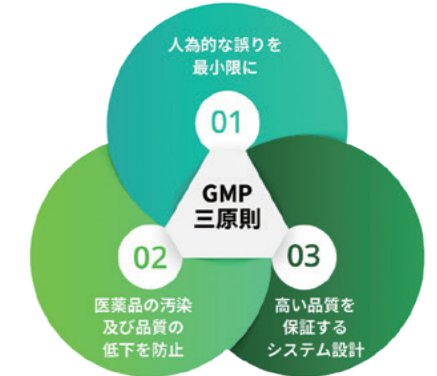 人為的な誤りを
最小限に
01
GMP
三原則
02
03
医薬品の汚染
及び品質の
低下を防止
高い品質を
保証する
システム設計